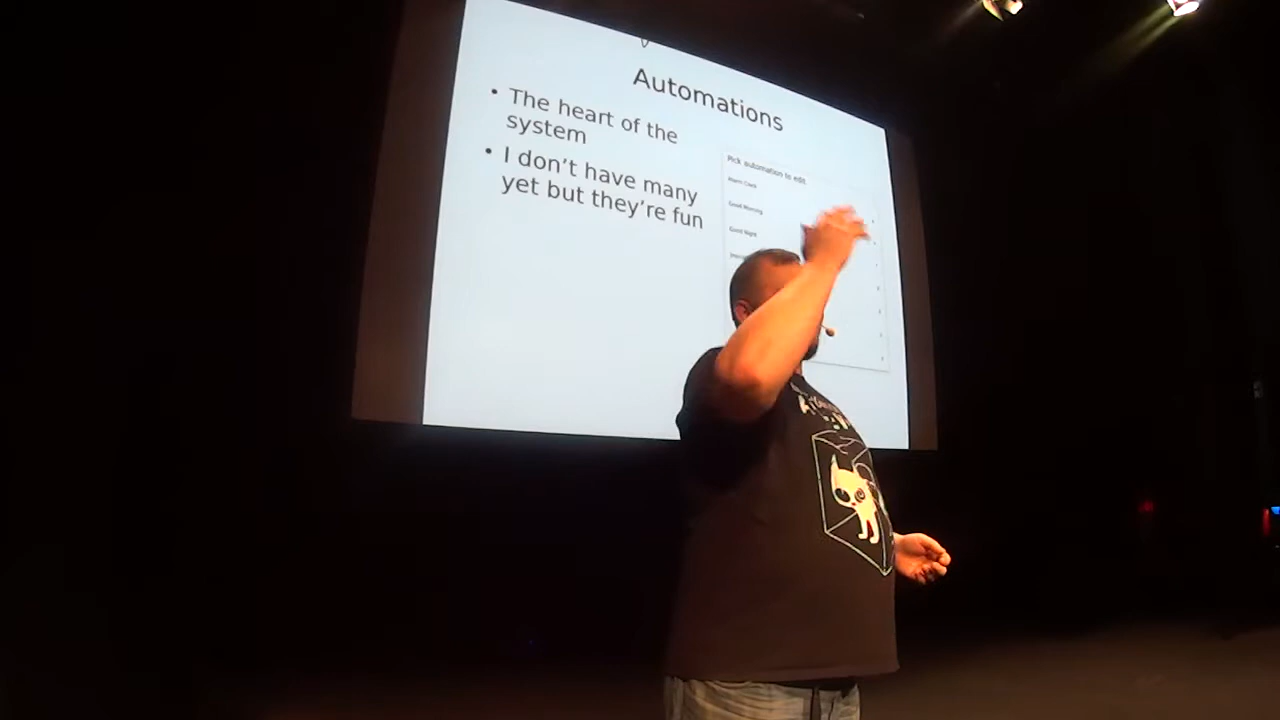 Automations
• The heart of the
system
• I don’t have many
yet but they’re fun
Pick automation to edit
Good Morning
Good Night